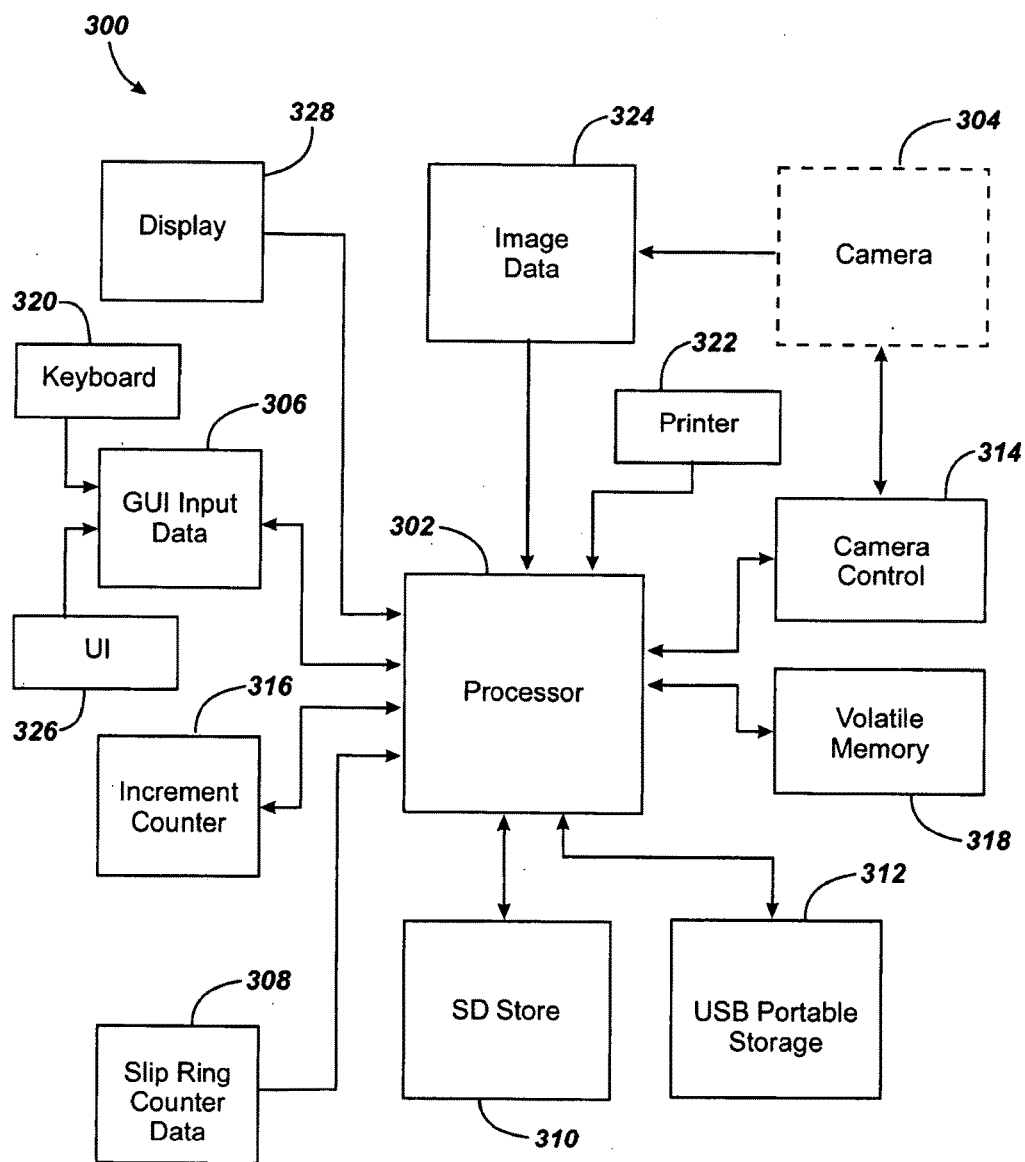 300
328
324
304
Display
Image
Data
Camera
320
Keyboard
322
Printer
306
GUI Input
Data
314
Camera
Control
302
Processor
UI
326
316
Increment
Counter
Volatile
Memory
318
312
308
SD Store
USB Portable
Storage
Slip Ring
Counter
Data
310